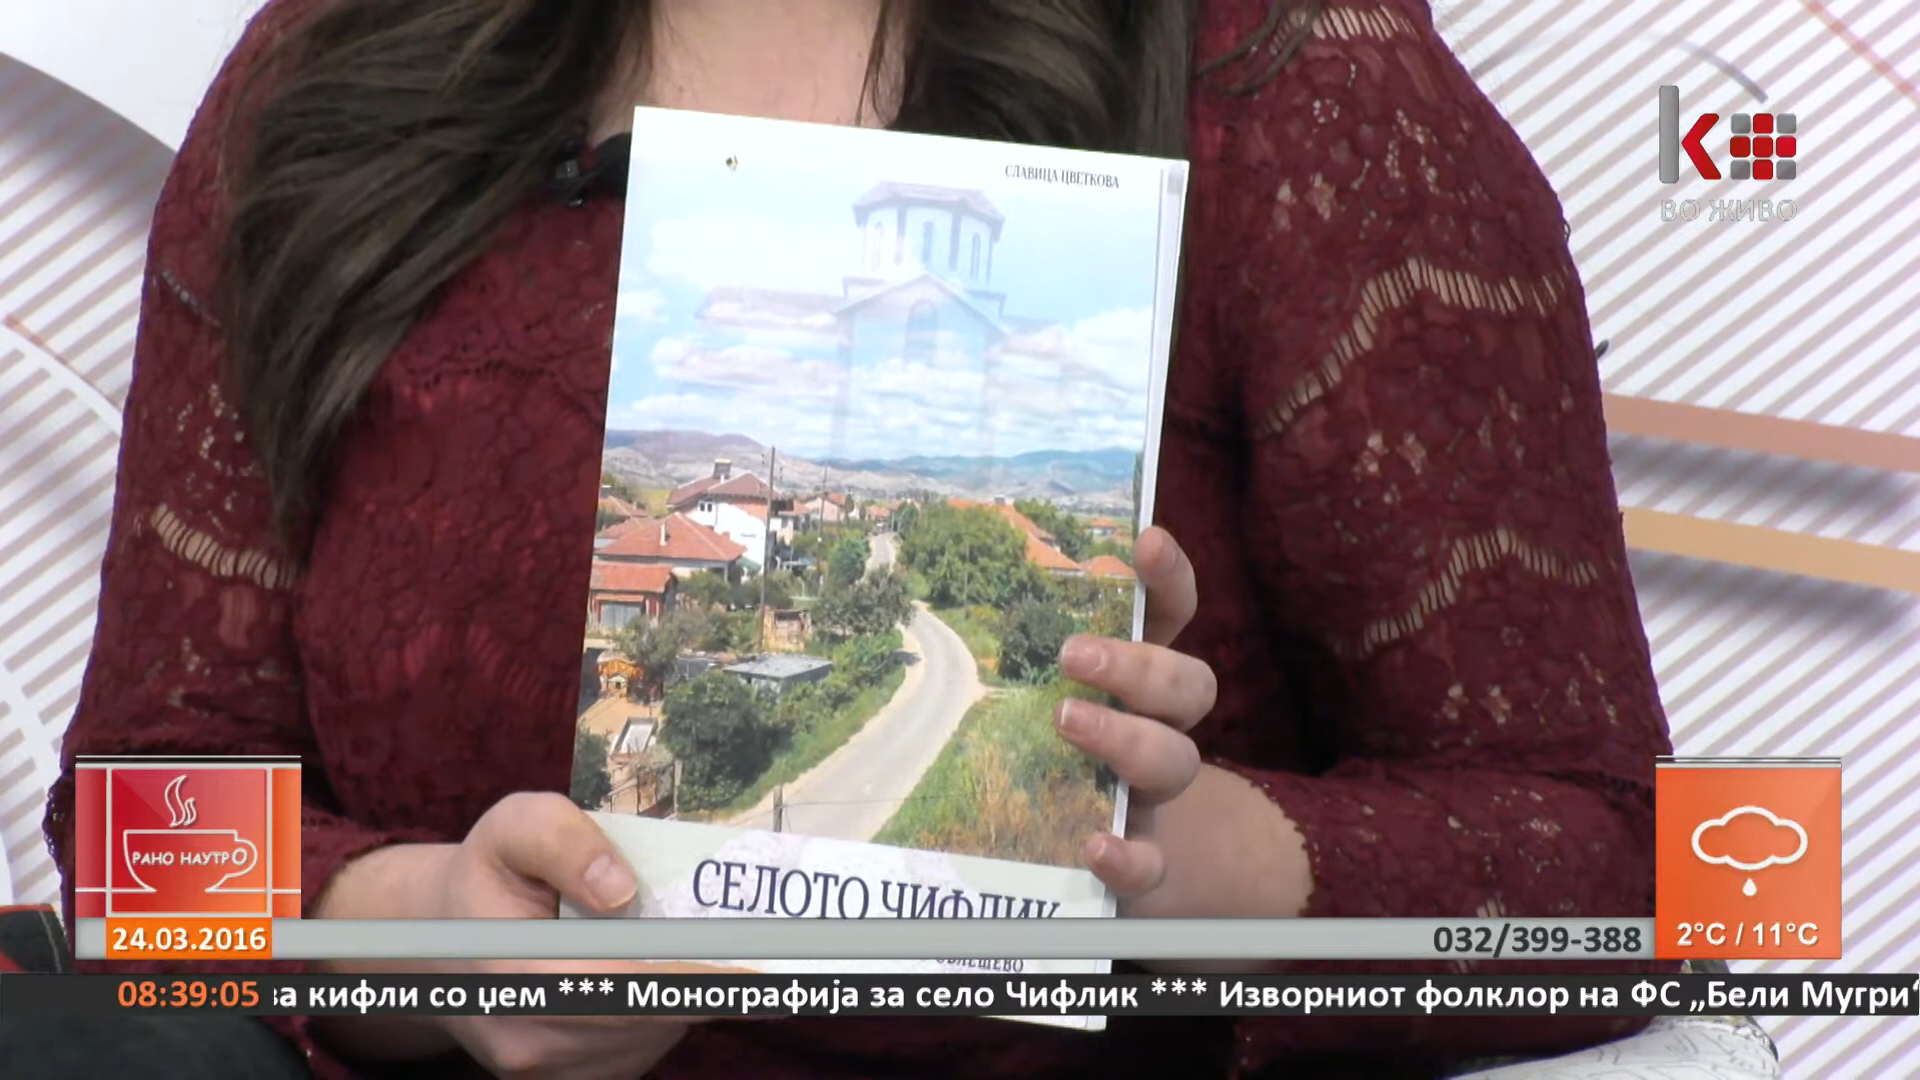 СЛАВИЦА ЦВЕТКОВА
K
ВО ЖИВО
СЕЛОТО ЧИФЛИК
РАНО НАУТРО
24.03.2016
032/399-388
2°C / 11°C
08:39:05 за кифли со џем *** Монографија за село Чифлик *** Изворниот фолклор на ФС „Бели Мугри“